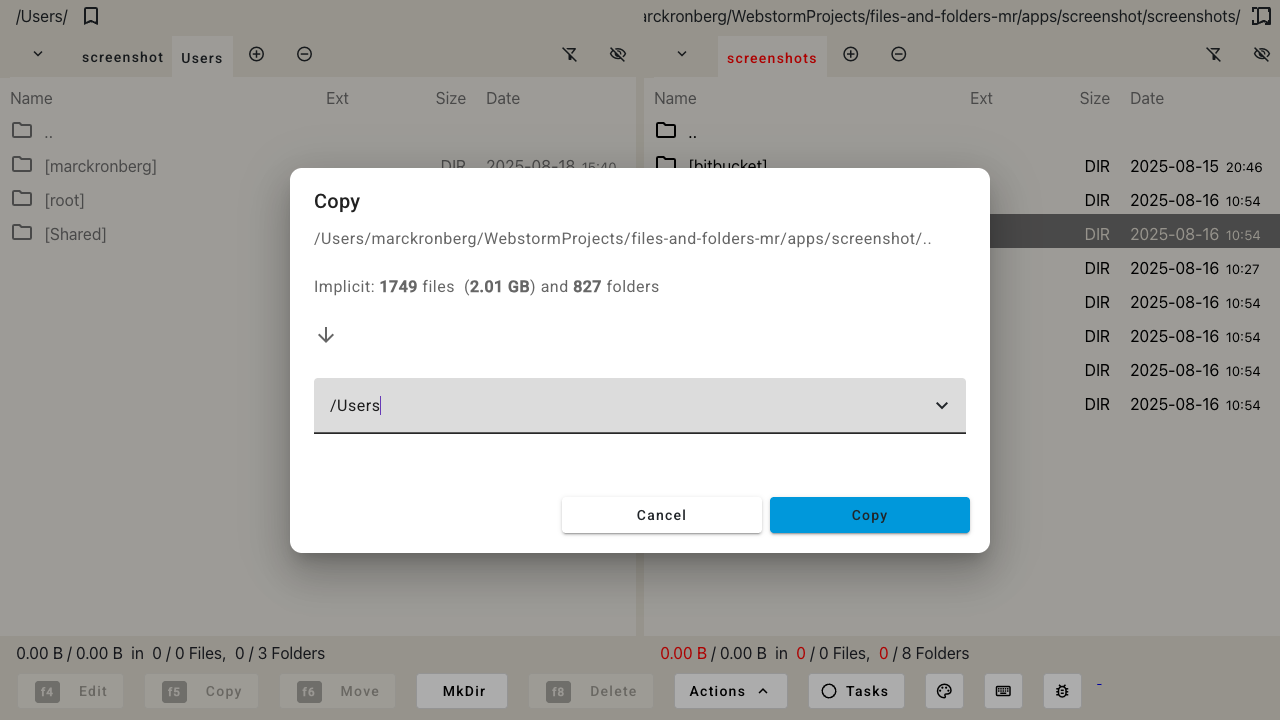 /Users/
arckronberg/WebstormProjects/files-and-folders-mr/apps/screenshot/screenshots/
screenshot Users
screenshots
Name Ext Size Date
Name Ext Size Date
..
[marckronberg] DIR 2025-08-18 15:40
[root]
[Shared]
..
[bitbucket] DIR 2025-08-15 20:46
DIR 2025-08-16 10:54
DIR 2025-08-16 10:54
DIR 2025-08-16 10:27
DIR 2025-08-16 10:54
DIR 2025-08-16 10:54
DIR 2025-08-16 10:54
DIR 2025-08-16 10:54
Copy
/Users/marckronberg/WebstormProjects/files-and-folders-mr/apps/screenshot/..
Implicit: 1749 files (2.01 GB) and 827 folders
/Users
Cancel Copy
0.00 B / 0.00 B in 0 / 0 Files, 0 / 3 Folders
0.00 B / 0.00 B in 0 / 0 Files, 0 / 8 Folders
f4 Edit f5 Copy f6 Move MkDir f8 Delete Actions Tasks